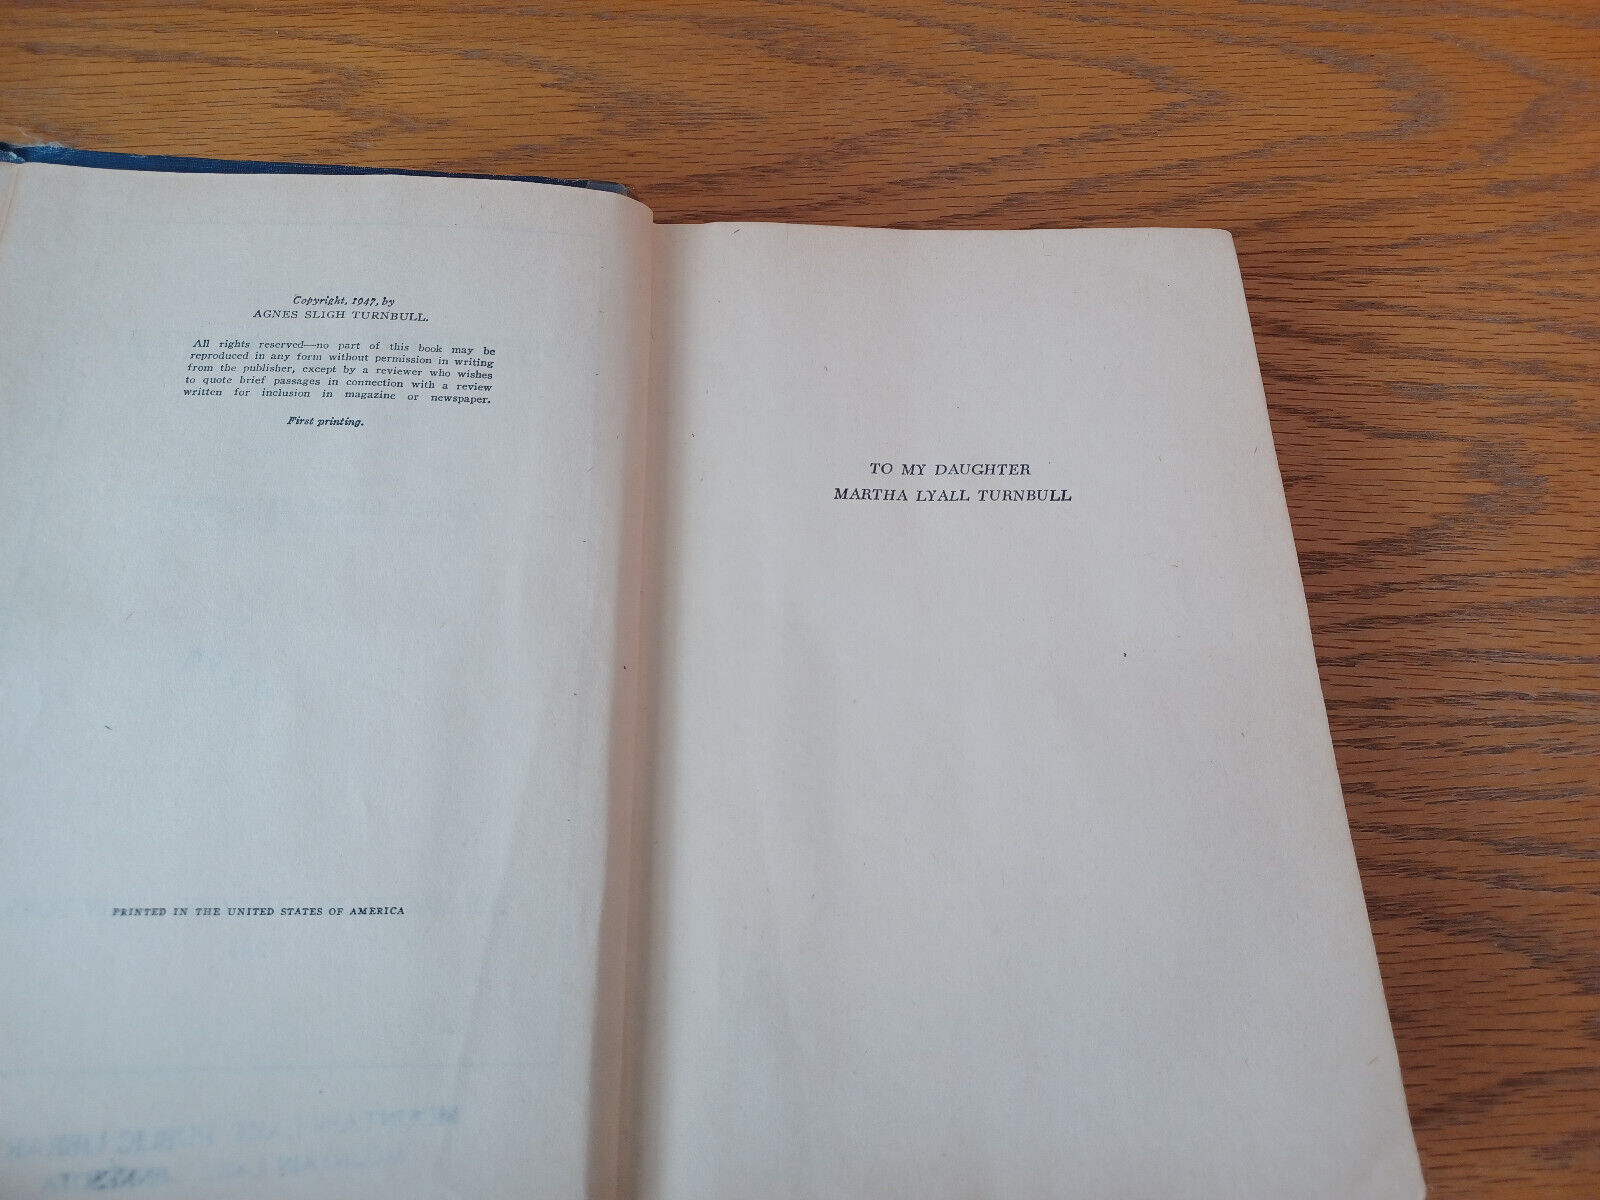 Copyright, 1947, by
AGNES SLIGH TURNBULL.
All rights reserved—no part of this book may be
reproduced in any form without permission in writing
from the publisher, except by a reviewer who wishes
to quote brief passages in connection with a review
written for inclusion in magazine or newspaper.
First printing.
PRINTED IN THE UNITED STATES OF AMERICA
TO MY DAUGHTER
MARTHA LYALL TURNBULL